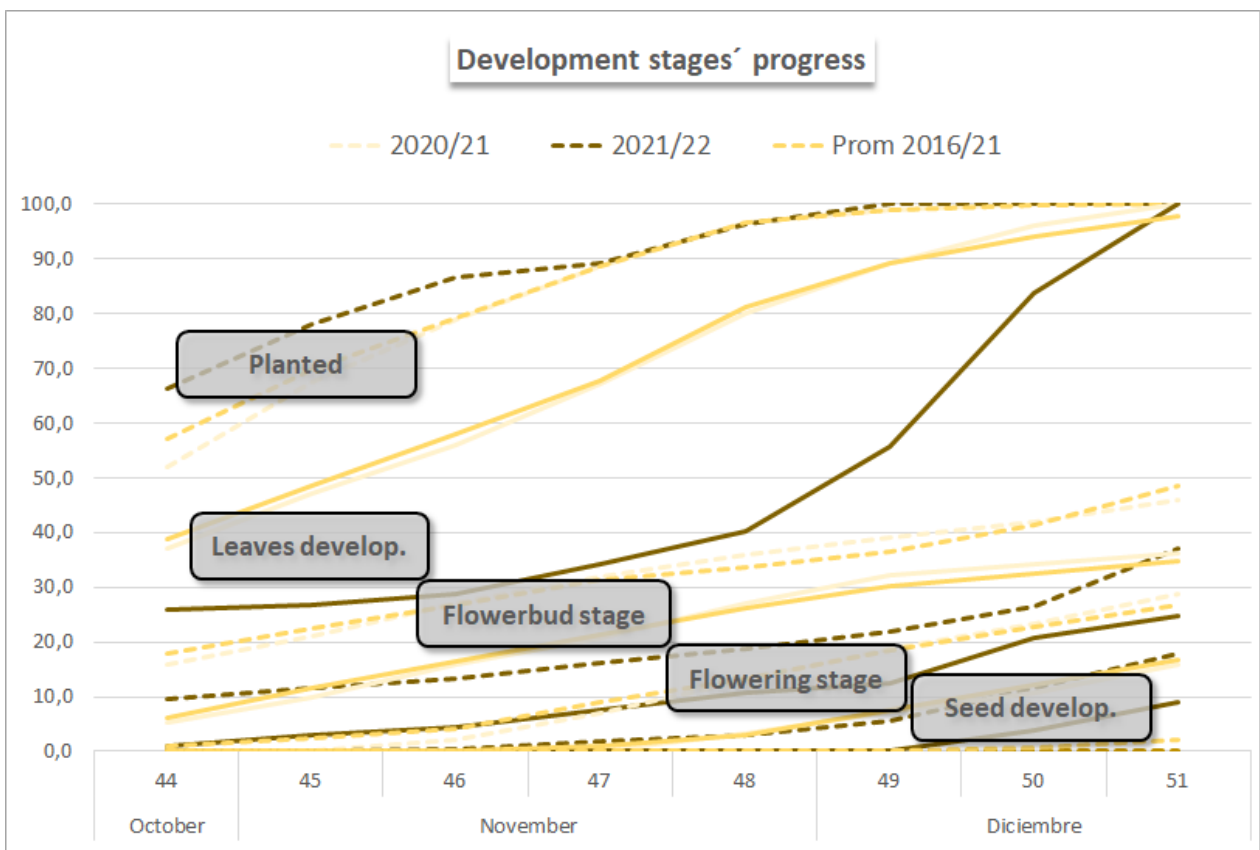 Development stages´ progress
2020/21 2021/22 Prom 2016/21
100,0
90,0
80,0
70,0
60,0
50,0
40,0
30,0
20,0
10,0
0,0
Planted
Leaves develop.
Flowerbud stage
Flowering stage
Seed develop.
44 45 46 47 48 49 50 51
October November Diciembre